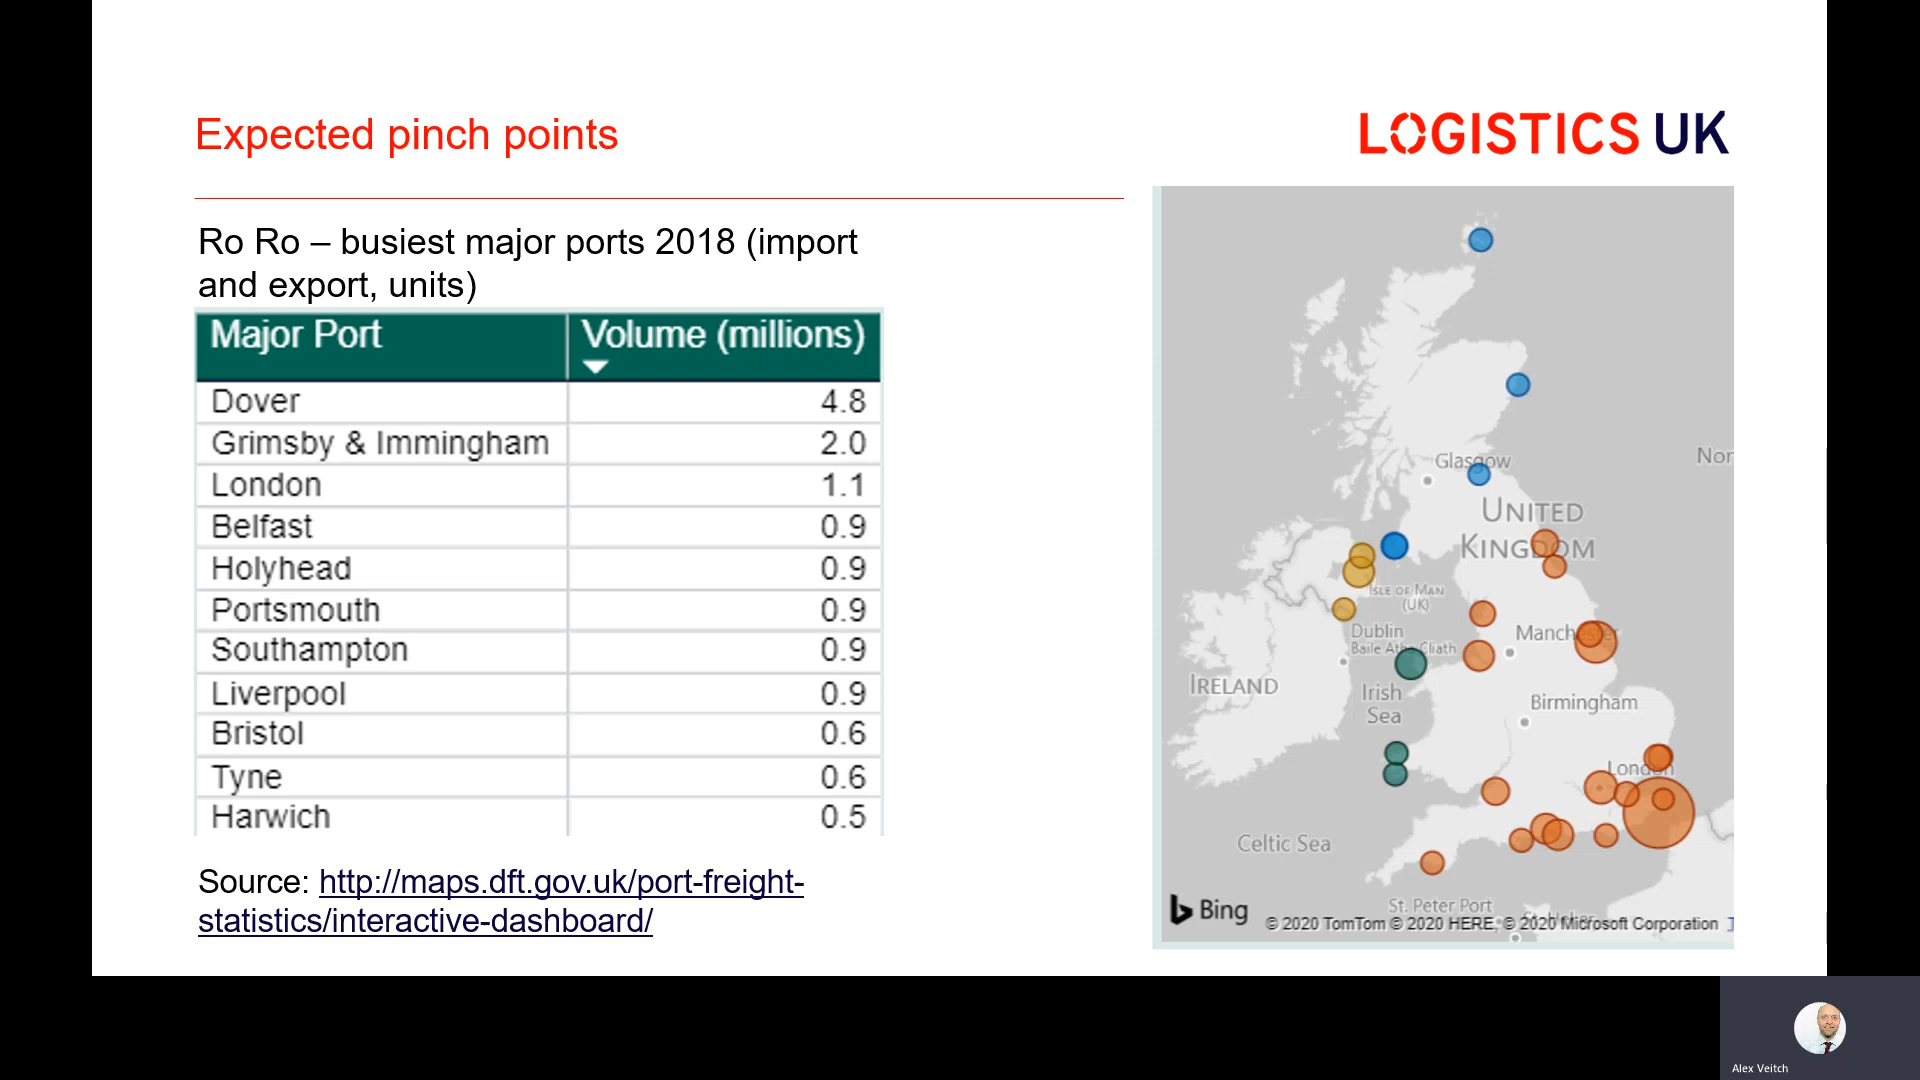 Expected pinch points
LOGISTICS UK
Ro Ro – busiest major ports 2018 (import
and export, units)
Major Port Volume (millions)
Dover 4.8
Grimsby & Immingham 2.0
London 1.1
Belfast 0.9
Holyhead 0.9
Portsmouth 0.9
Southampton 0.9
Liverpool 0.9
Bristol 0.6
Tyne 0.6
Harwich 0.5
Source: http://maps.dft.gov.uk/port-freight-
statistics/interactive-dashboard/
Glasgow
Nor
UNITED
KINGDOM
ISLE OF MAN
(UK)
Dublin
Baile Átha Cliath
Manchester
IRELAND
Irish
Sea
Birmingham
London
Celtic Sea
St. Peter Port
Bing
© 2020 TomTom © 2020 HERE, © 2020 Microsoft Corporation
Alex Veitch